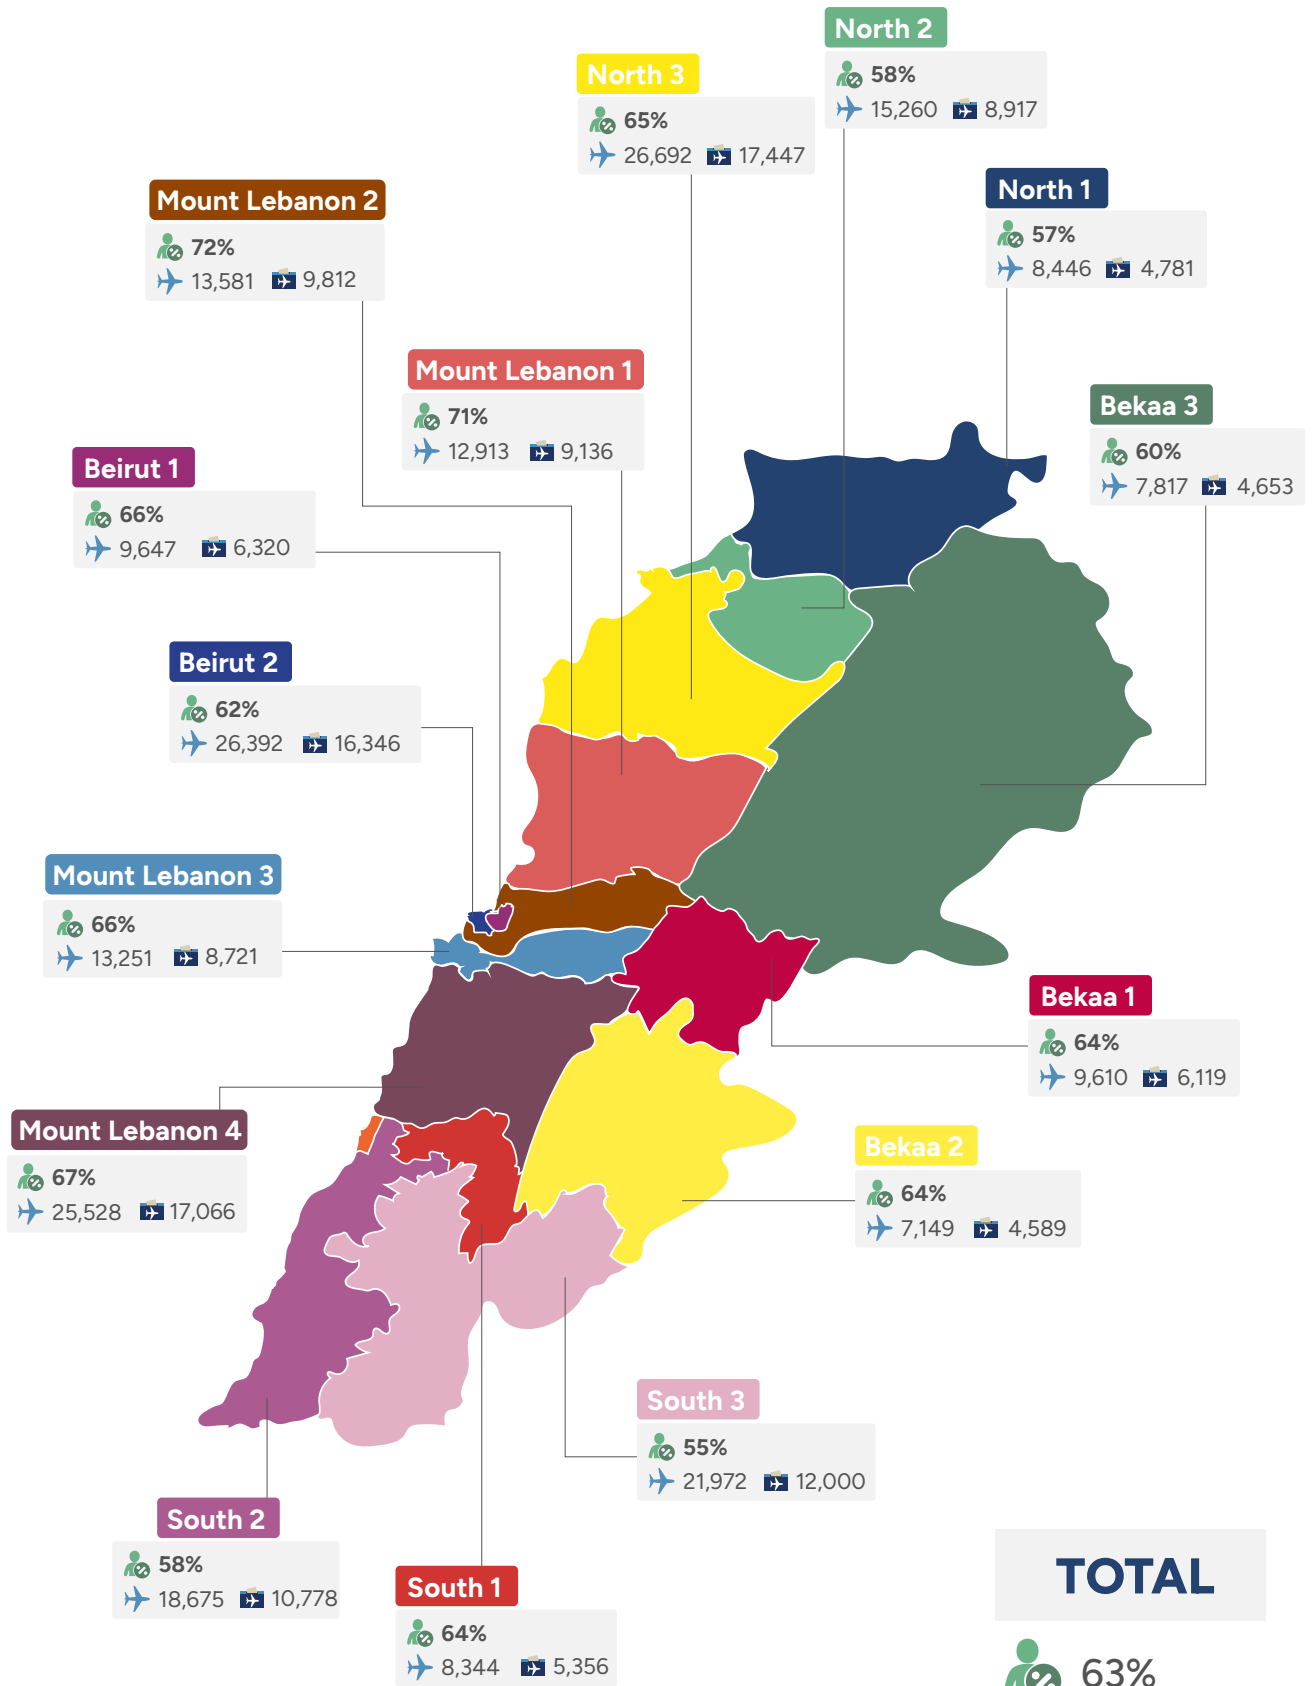 North 2
58%
15,260 8,917
North 3
65%
26,692 17,447
North 1
57%
8,446 4,781
Mount Lebanon 2
72%
13,581 9,812
Mount Lebanon 1
71%
12,913 9,136
Bekaa 3
60%
7,817 4,653
Beirut 1
66%
9,647 6,320
Beirut 2
62%
26,392 16,346
Mount Lebanon 3
66%
13,251 8,721
Bekaa 1
64%
9,610 6,119
Mount Lebanon 4
67%
25,528 17,066
Bekaa 2
64%
7,149 4,589
South 3
55%
21,972 12,000
South 2
58%
18,675 10,778
South 1
64%
8,344 5,356
TOTAL
63%